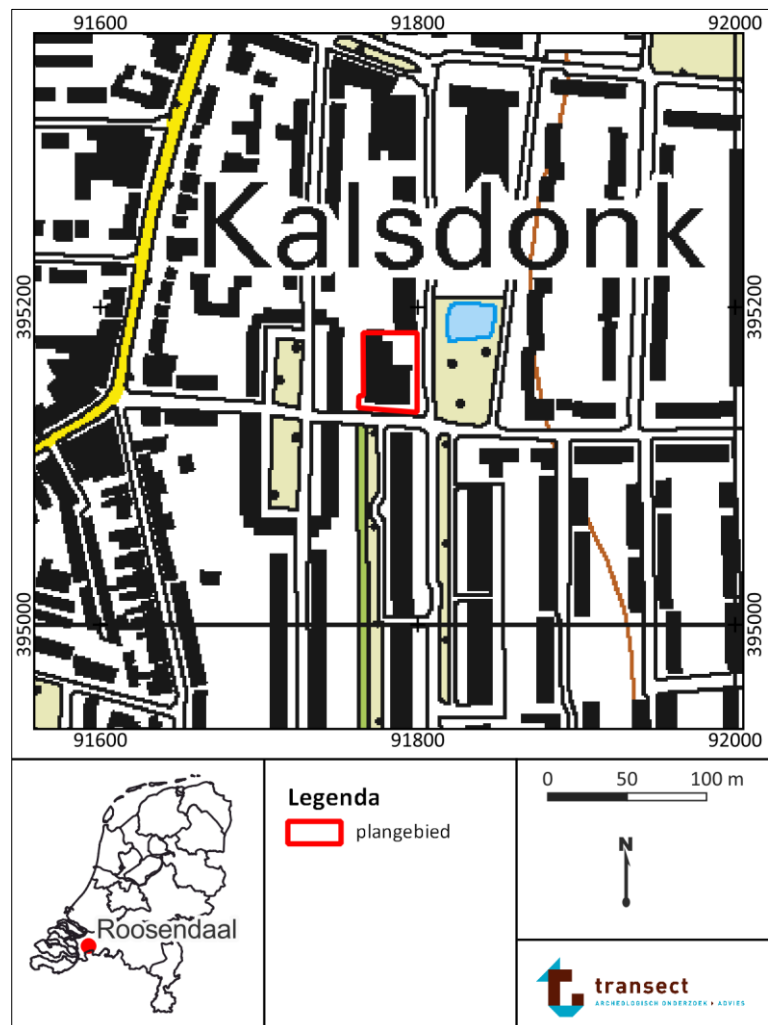 91600 91800 92000
Kalsdonk
395200 395200
395000 395000
91600 91800 92000
Roosendaal
Legenda
plangebied
0 50 100 m
N
transect
ARCHEOLOGISCH ONDERZOEK ▸ ADVIES